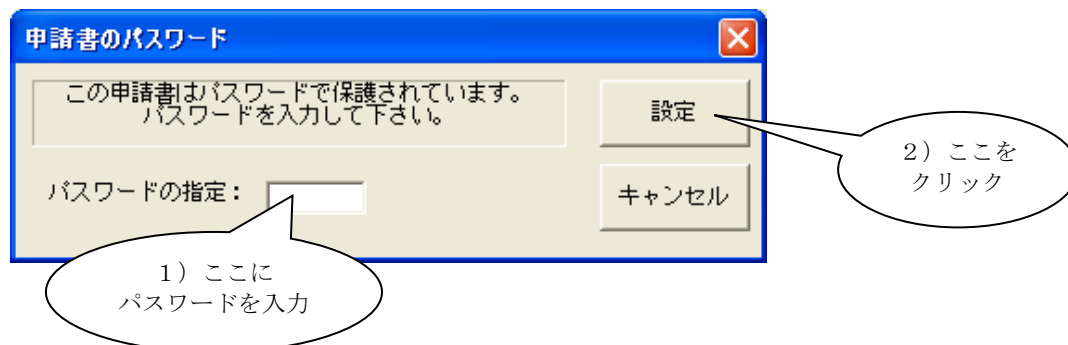 申請書のパスワード
この申請書はパスワードで保護されています。
パスワードを入力して下さい。
設定
2）ここを
クリック
パスワードの指定：
キャンセル
1）ここに
パスワードを入力